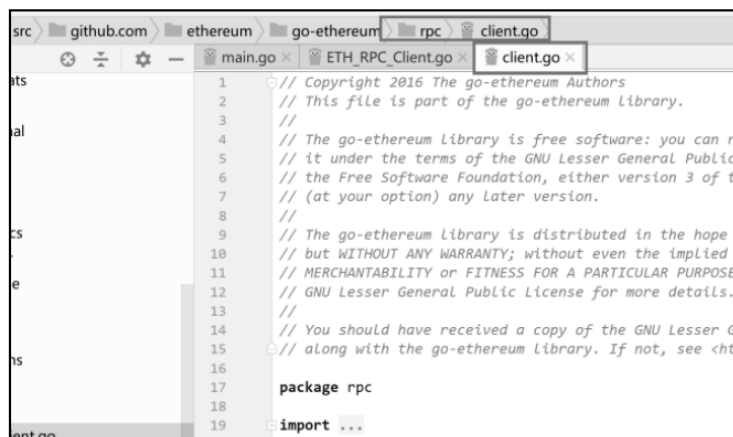 src github.com ethereum go-ethereum rpc client.go
main.go × ETH_RPC_Client.go × client.go ×
ats
1 // Copyright 2016 The go-ethereum Authors
2 // This file is part of the go-ethereum library.
3 //
nal
4 // The go-ethereum library is free software: you can r
5 // it under the terms of the GNU Lesser General Public
6 // the Free Software Foundation, either version 3 of t
7 // (at your option) any later version.
8 //
cs
9 // The go-ethereum library is distributed in the hope
10 // but WITHOUT ANY WARRANTY; without even the implied
e
11 // MERCHANTABILITY or FITNESS FOR A PARTICULAR PURPOSE
12 // GNU Lesser General Public License for more details.
13 //
14 // You should have received a copy of the GNU Lesser G
ns
15 // along with the go-ethereum library. If not, see <ht
16
17 package rpc
18
19 import ...
ient.go